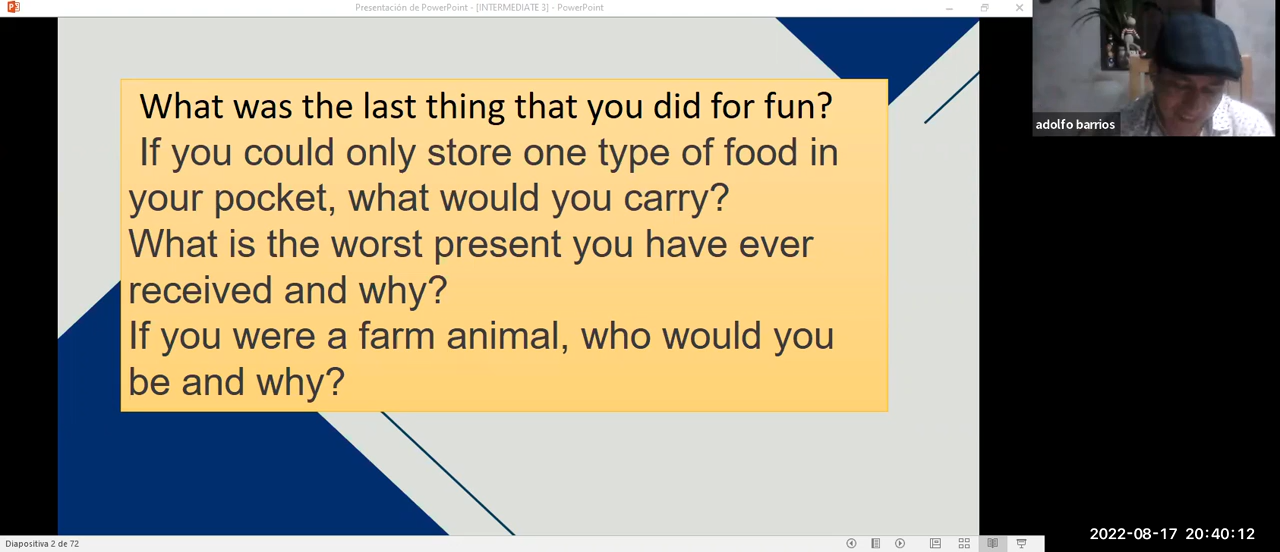 Presentación de PowerPoint - [INTERMEDIATE 3] - PowerPoint
What was the last thing that you did for fun?
If you could only store one type of food in
your pocket, what would you carry?
What is the worst present you have ever
received and why?
If you were a farm animal, who would you
be and why?
adolfo barrios
2022-08-17 20:40:12
Diapositiva 2 de 72